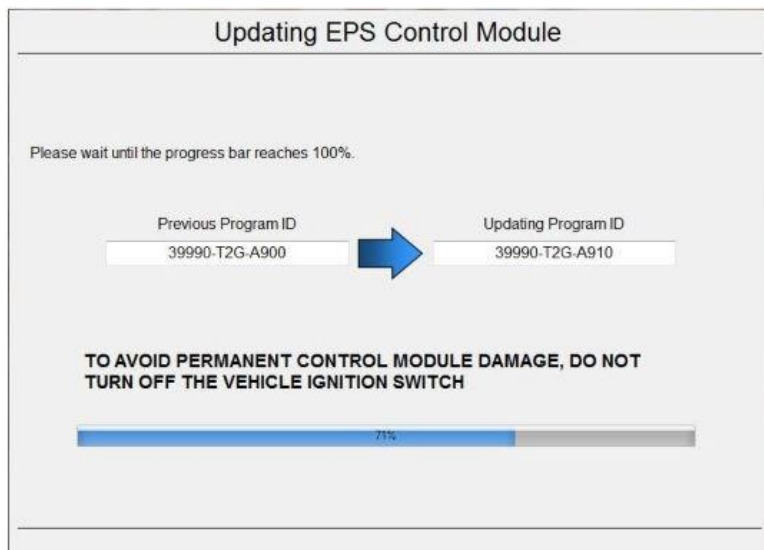 Updating EPS Control Module
Please wait until the progress bar reaches 100%.
Previous Program ID
Updating Program ID
39990-T2G-A900
39990-T2G-A910
TO AVOID PERMANENT CONTROL MODULE DAMAGE, DO NOT
TURN OFF THE VEHICLE IGNITION SWITCH
71%